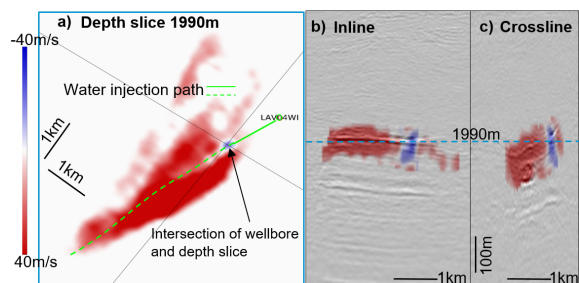 -40m/s
40m/s
a) Depth slice 1990m
Water injection path
LAV04WI
1km
1km
Intersection of wellbore
and depth slice
b) Inline
c) Crossline
1990m
100m
1km
1km